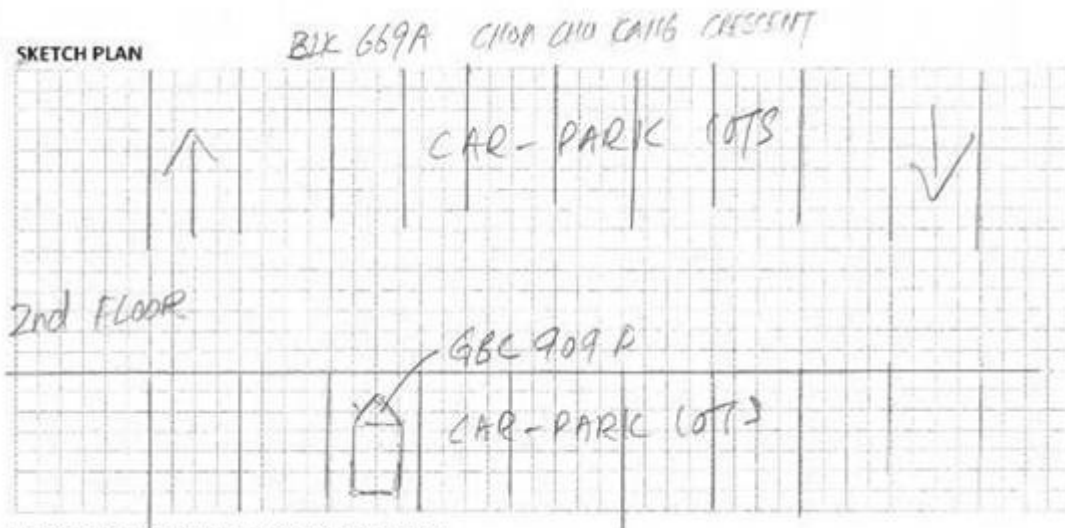 BLK 669A CHOA CHU KANG CRESCENT
SKETCH PLAN
CAR-PARK LOTS
2nd FLOOR
GBC 909 P
CAR-PARK LOTS